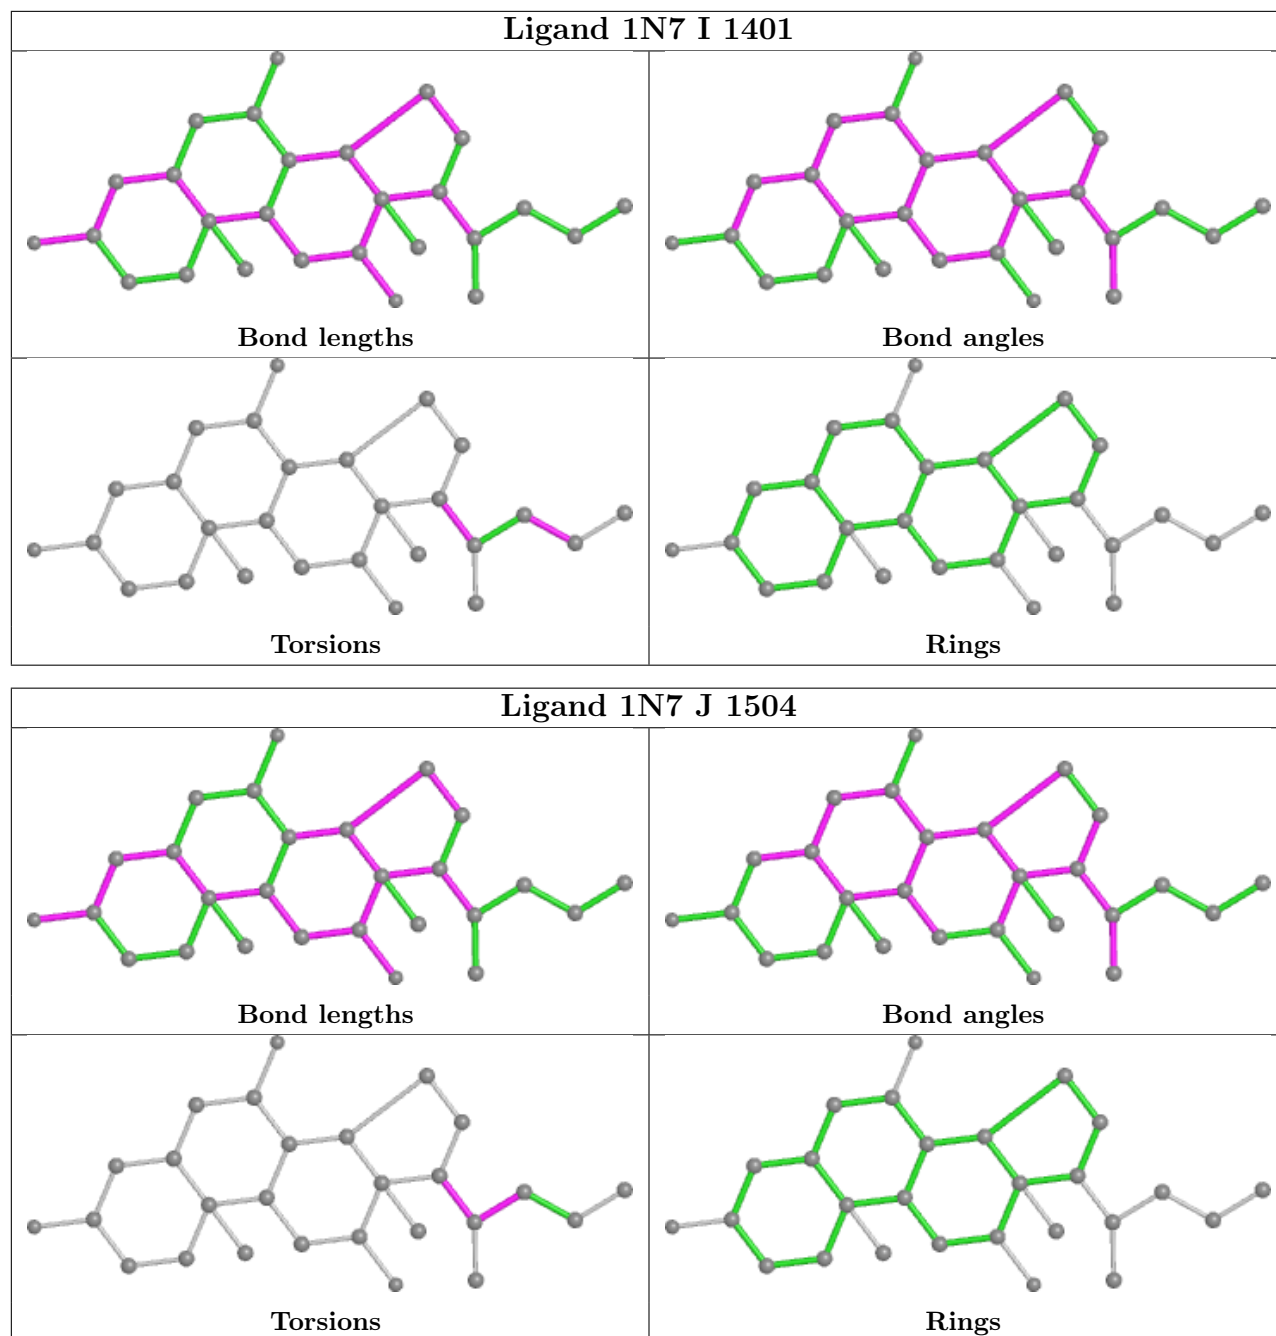 Ligand 1N7 I 1401
Bond lengths
Bond angles
Torsions
Rings
Ligand 1N7 J 1504
Bond lengths
Bond angles
Torsions
Rings